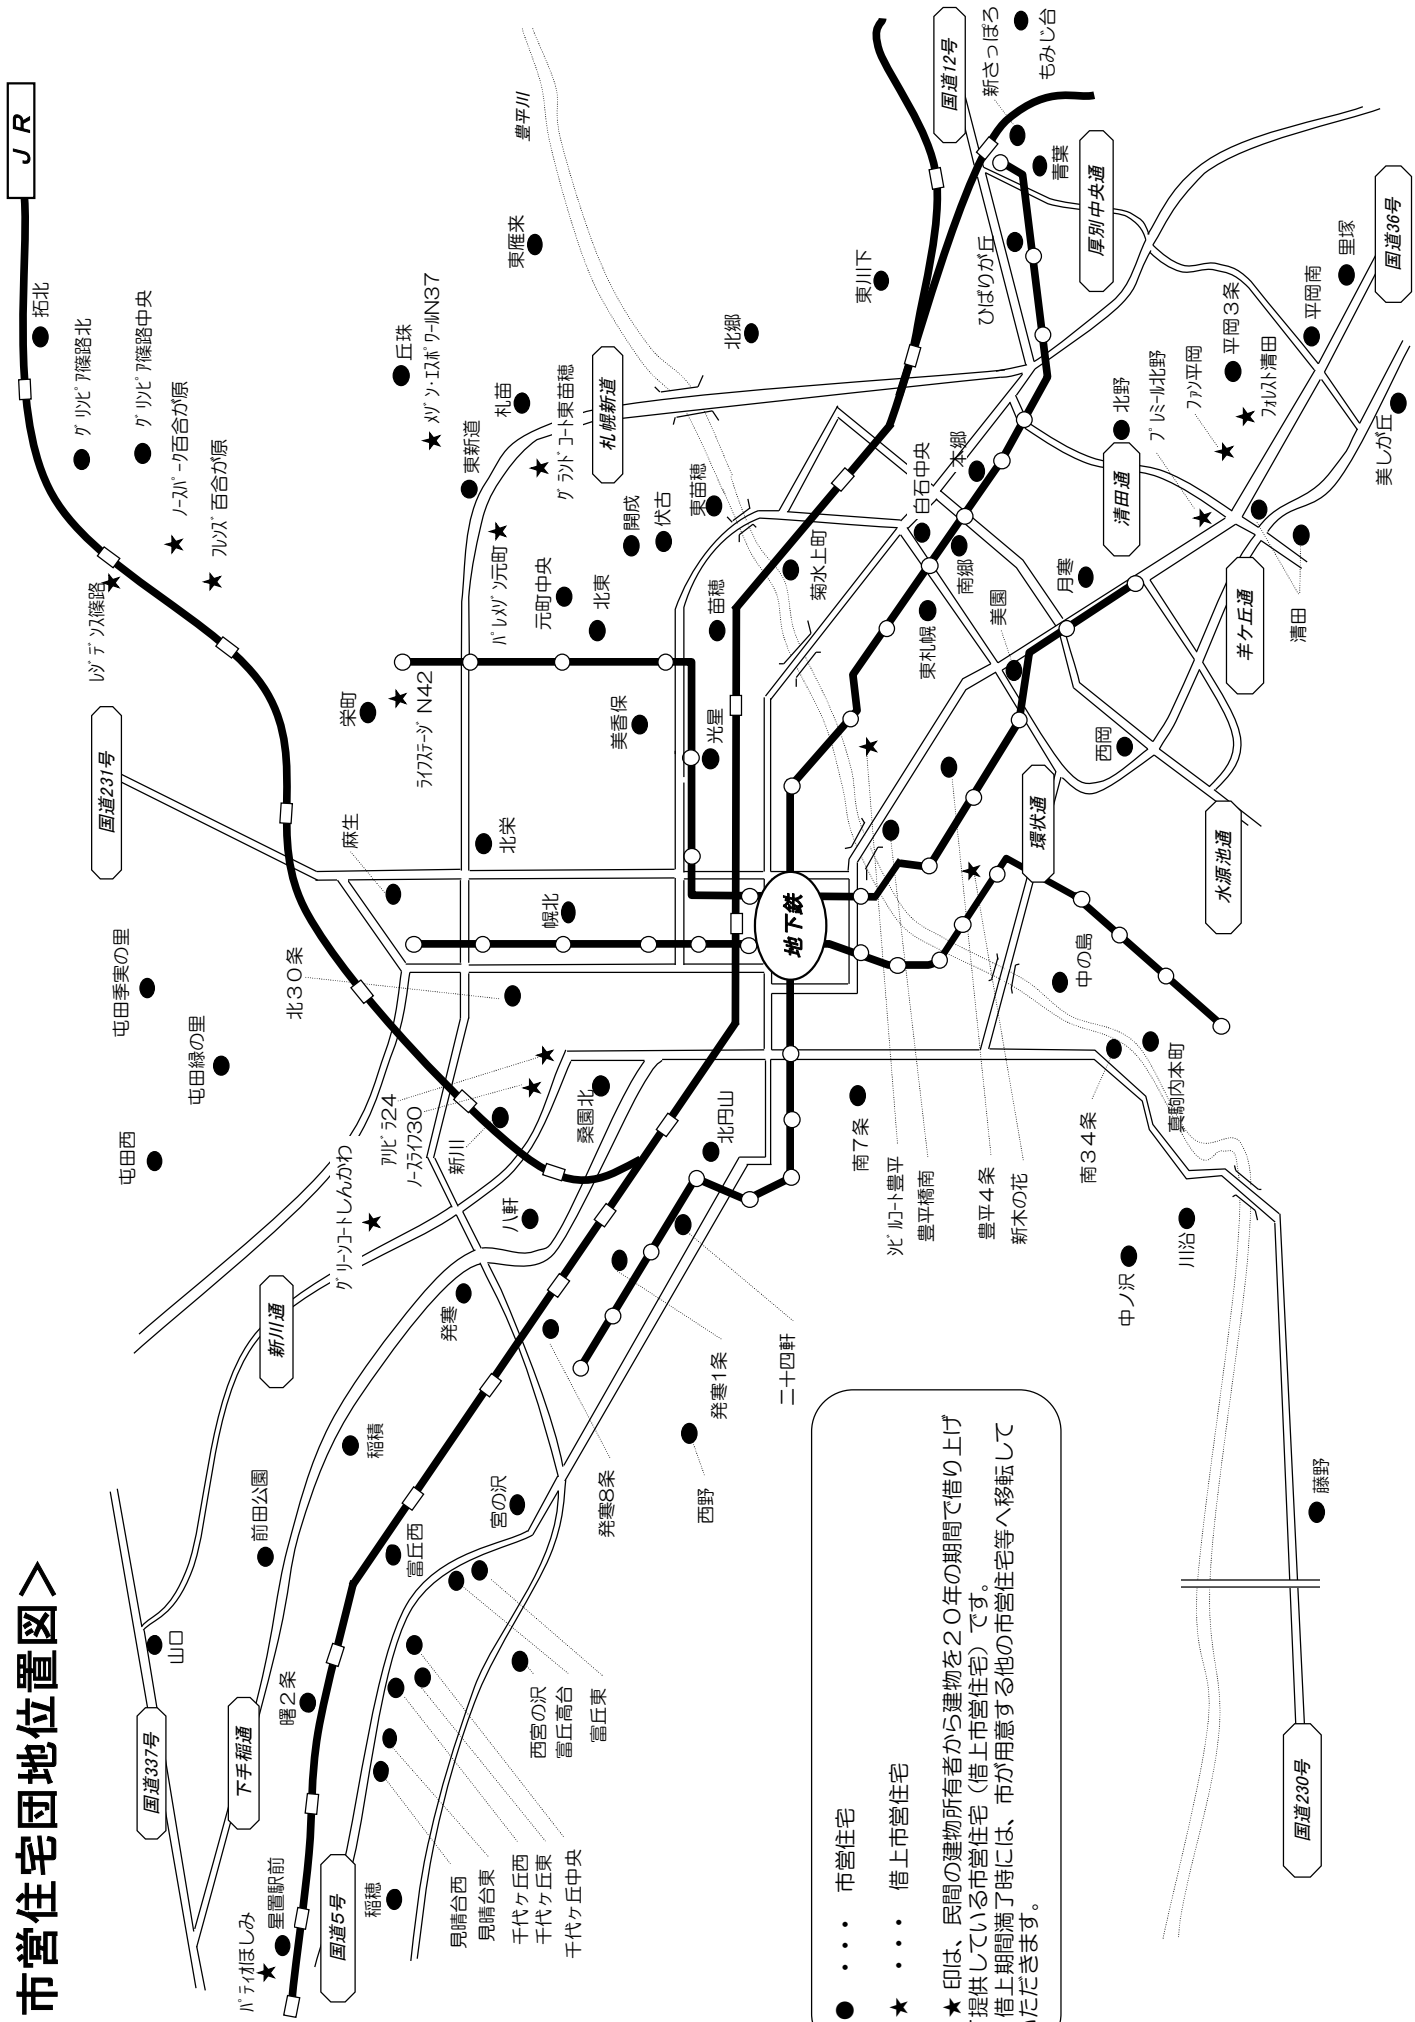 市営住宅団地位置図>
JR
拓北
グリンピア篠路北
グリンピア篠路中央
ノースパーク百合が原
フレンズ百合が原
レジデンス篠路
国道231号
豊平川
東雁来
丘珠
メゾン・エスポワールN37
札苗
グランドコート東苗穂
札幌新道
東新道
パレメゾン元町
元町中央
開成
伏古
東苗穂
北東
苗穂
栄町
ライフステージN42
美香保
光星
麻生
北栄
幌北
北30条
屯田季実の里
屯田緑の里
屯田西
アリビラ24
ノースライフ30
新川
グリーンコートしんかわ
桑園北
八軒
北円山
新川通
発寒
国道12号
新さっぽろ
もみじ台
青葉
厚別中央通
ひばりが丘
東川下
北郷
国道36号
里塚
平岡南
平岡3条
フォレスト清田
ファン平岡
プレミール北野
北野
美しが丘
清田通
本郷
白石中央
南郷
菊水上町
東札幌
美園
月寒
清田
羊ケ丘通
西岡
環状通
水源池通
地下鉄
中の島
真駒内本町
南34条
南7条
シビルコート豊平
豊平橋南
豊平4条
新木の花
川沿
中ノ沢
藤野
国道230号
二十四軒
発寒1条
西野
発寒8条
宮の沢
稲積
前田公園
富丘西
山口
曙2条
国道337号
下手稲通
西宮の沢
富丘高台
富丘東
国道5号
稲穂
星置駅前
パティオほしみ
見晴台西
見晴台東
千代ヶ丘西
千代ヶ丘東
千代ヶ丘中央
● ・・・ 市営住宅
★ ・・・ 借上市営住宅
★ 印は、民間の建物所有者から建物を20年の期間で借り上げ
提供している市営住宅（借上市営住宅）です。
借上期間満了時には、市が用意する他の市営住宅等へ移転して
いただきます。